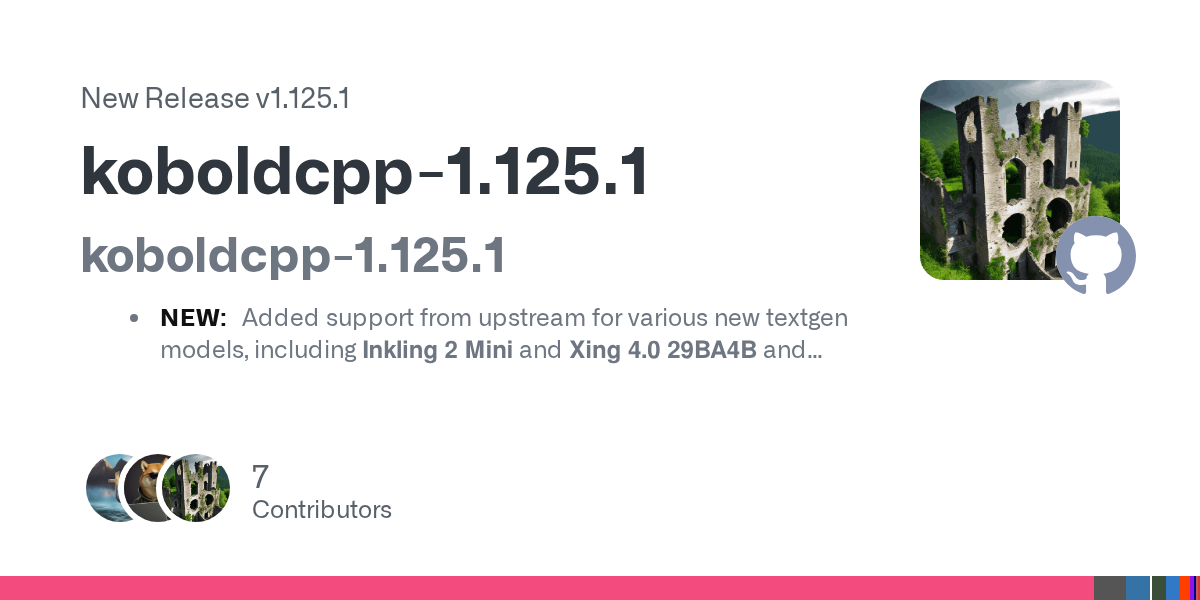 New Release v1.125.1
koboldcpp-1.125.1
koboldcpp-1.125.1
• NEW: Added support from upstream for various new textgen
models, including Inkling 2 Mini and Xing 4.0 29BA4B and...
7
Contributors